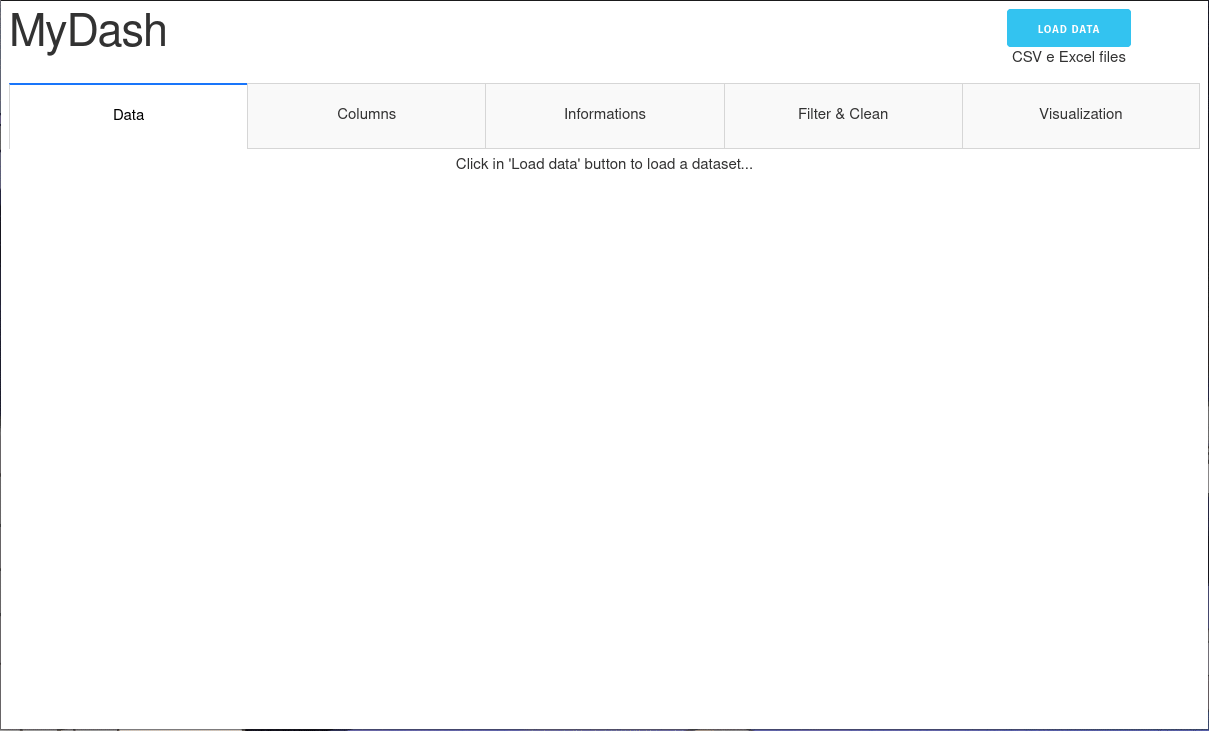 MyDash
LOAD DATA
CSV e Excel files
Data
Columns
Informations
Filter & Clean
Visualization
Click in 'Load data' button to load a dataset...